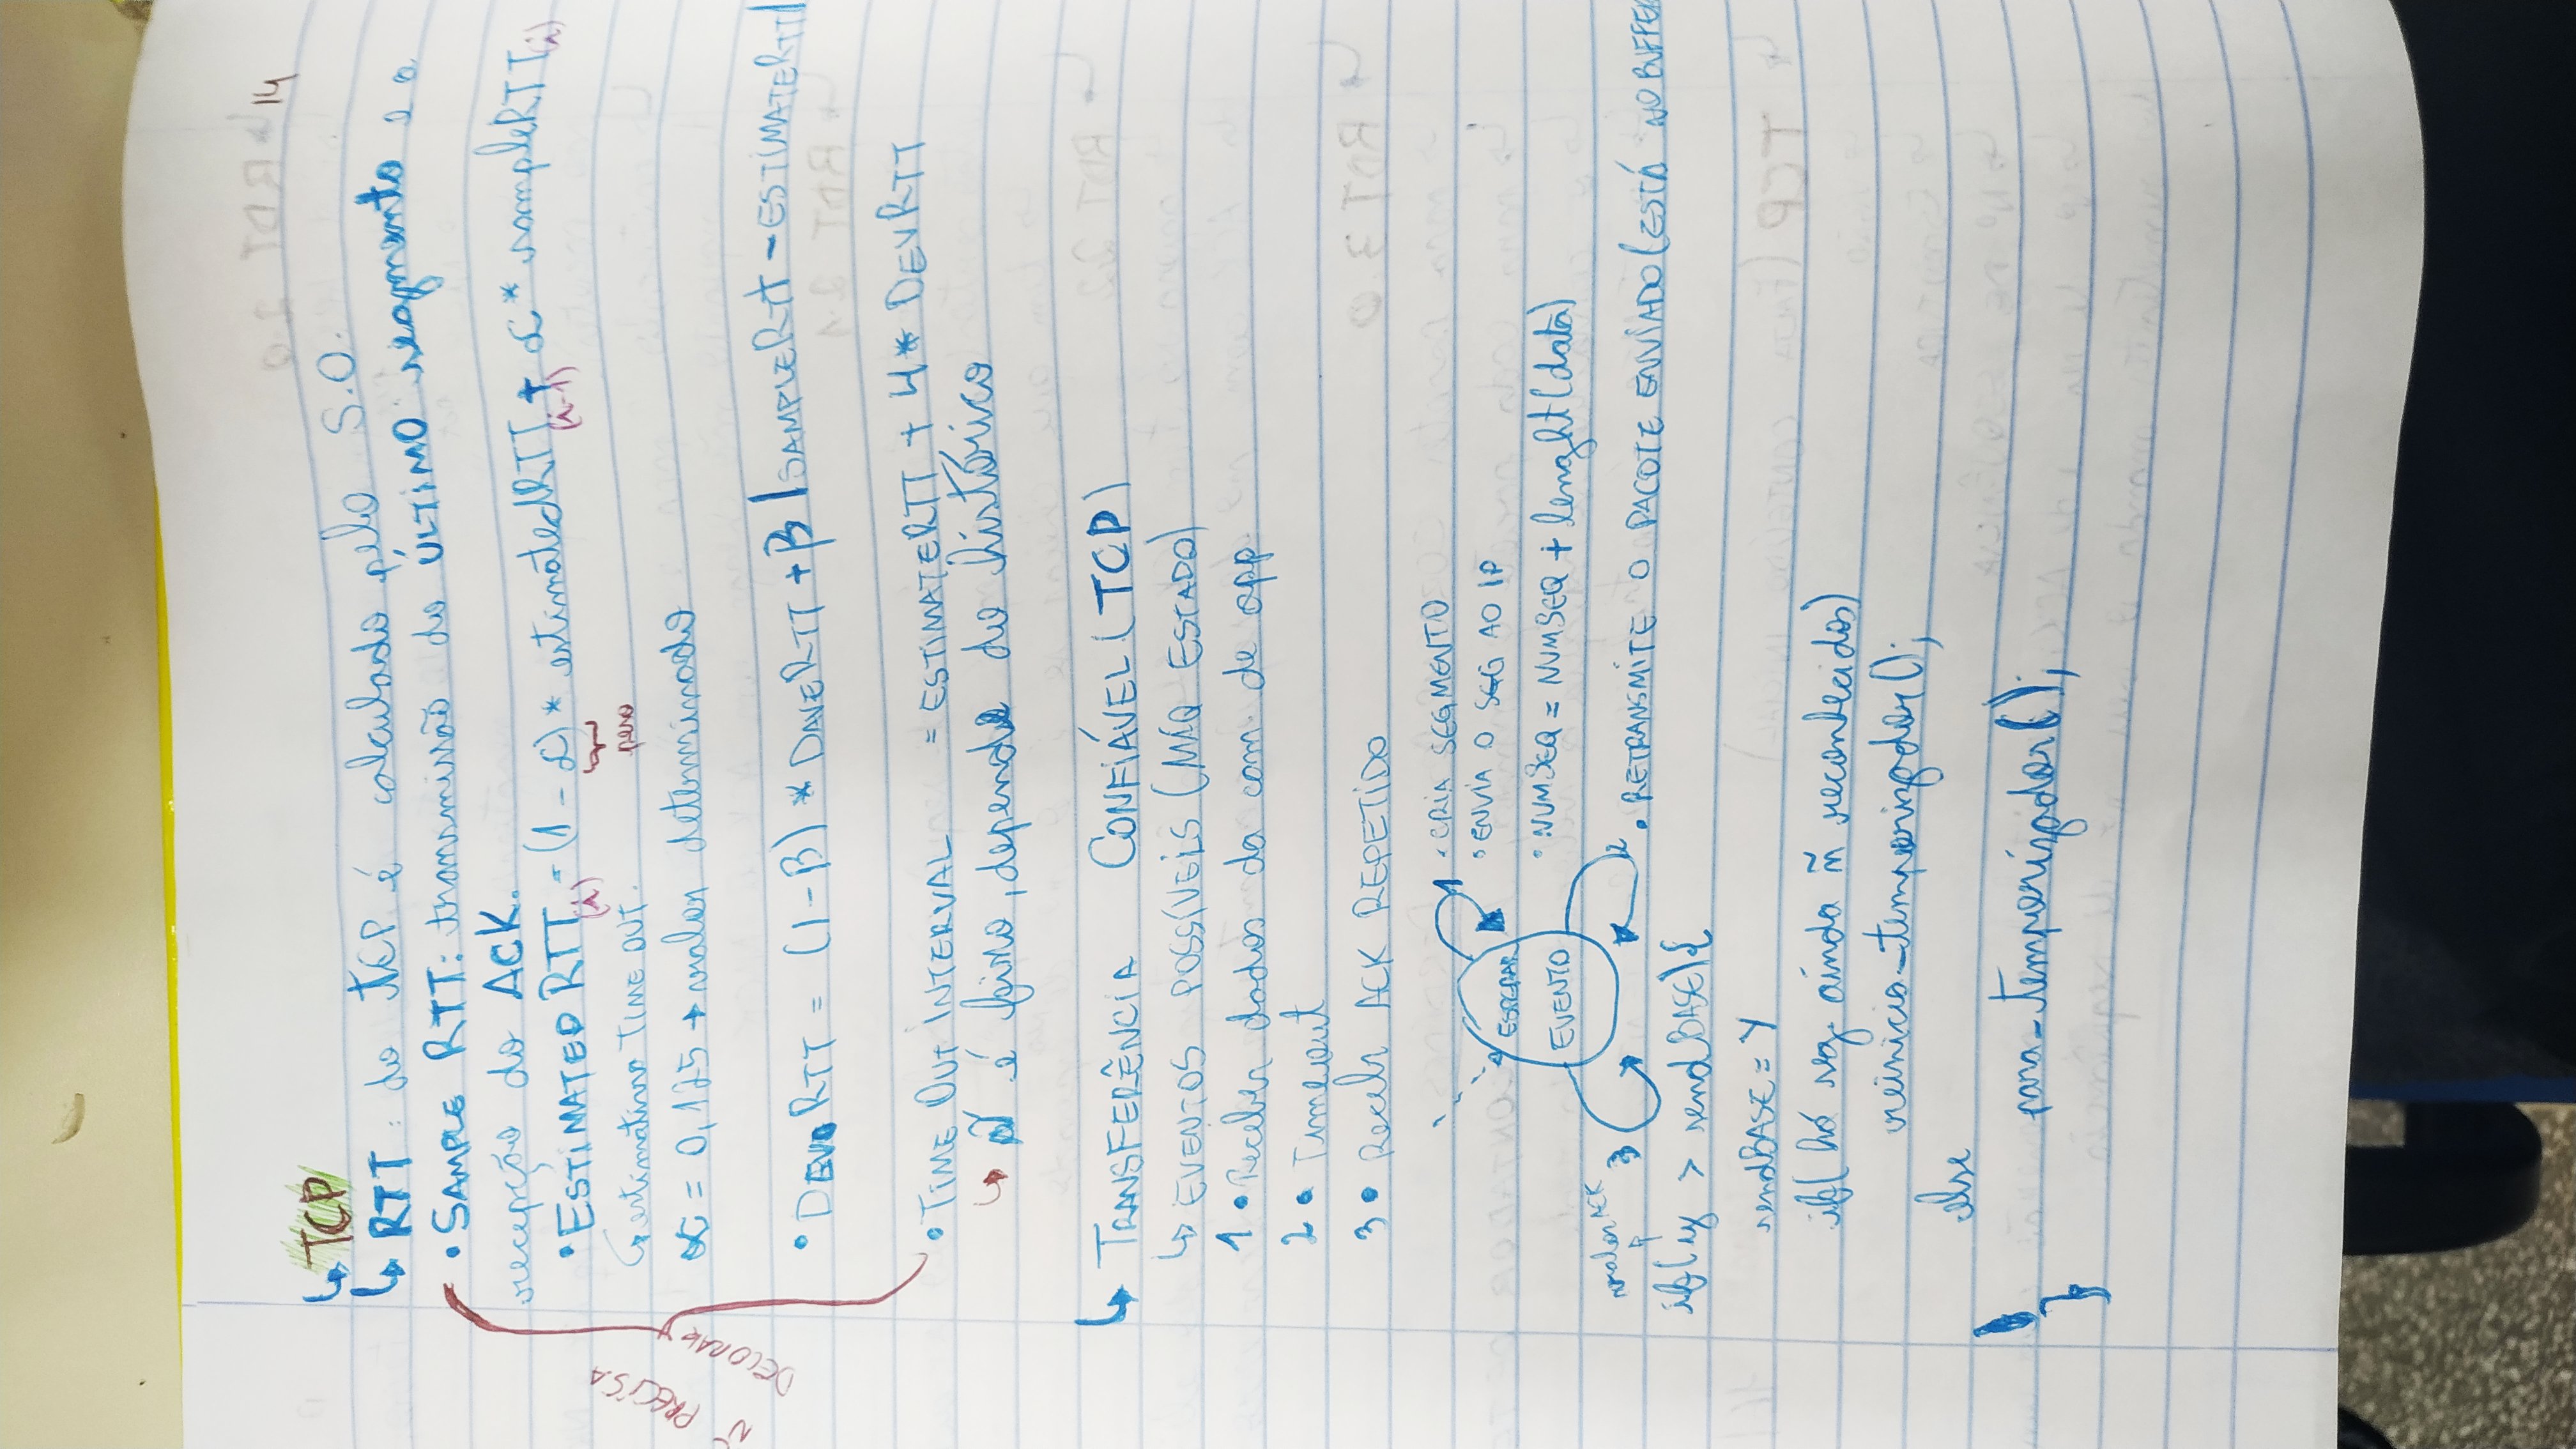 14
↳ TCP
↳ RTT: do TCP é calculado pelo S.O.
• SAMPLE RTT: transmissão do ÚLTIMO segmento e a
recepção do ACK.
• ESTIMATED RTT(i) = (1 - α) * estimatedRTT(i-1) + α * sampleRTT(i)
peso
↳ estimativa TIME OUT.
α = 0,125 → valor determinado
Ñ PRECISA
DECORAR
• DEVRTT = (1 - β) * DAVERTT + β |SAMPLERTT - ESTIMATERTT|
• TIME OUT INTERVAL = ESTIMATERTT + 4 * DEVRTT
↳ ñ é fixo, depende do histórico
↳ TRANSFERÊNCIA CONFIÁVEL (TCP)
↳ EVENTOS POSSÍVEIS (MÁQ ESTADO)
1 • Receber dados da cam. de app.
2 • Timeout
3 • Receber ACK REPETIDO
ESPERAR
EVENTO
1 • CRIA SEGMENTO
• ENVIA O SEG AO IP
• NUMSEQ = NUMSEQ + lenght(data)
2 • RETRANSMITE O PACOTE ENVIADO (ESTÁ NO BUFFER
valor ACK
3
if(y > sendBASE){
sendBASE = Y
if( há seg. ainda ñ reconhecidos)
reinicia_temporizador();
else
para_temporizador();
}